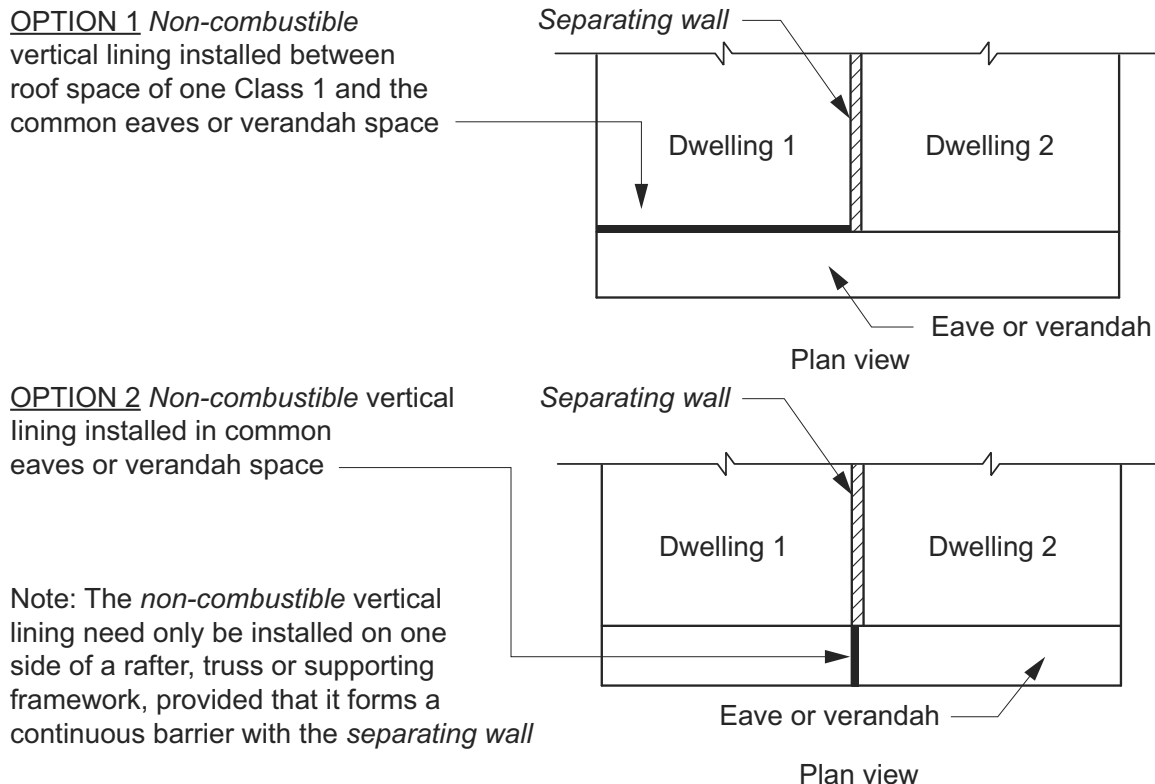 OPTION 1 Non-combustible
vertical lining installed between
roof space of one Class 1 and the
common eaves or verandah space
Separating wall
Dwelling 1
Dwelling 2
Eave or verandah
Plan view
OPTION 2 Non-combustible vertical
lining installed in common
eaves or verandah space
Note: The non-combustible vertical
lining need only be installed on one
side of a rafter, truss or supporting
framework, provided that it forms a
continuous barrier with the separating wall
Separating wall
Dwelling 1
Dwelling 2
Eave or verandah
Plan view